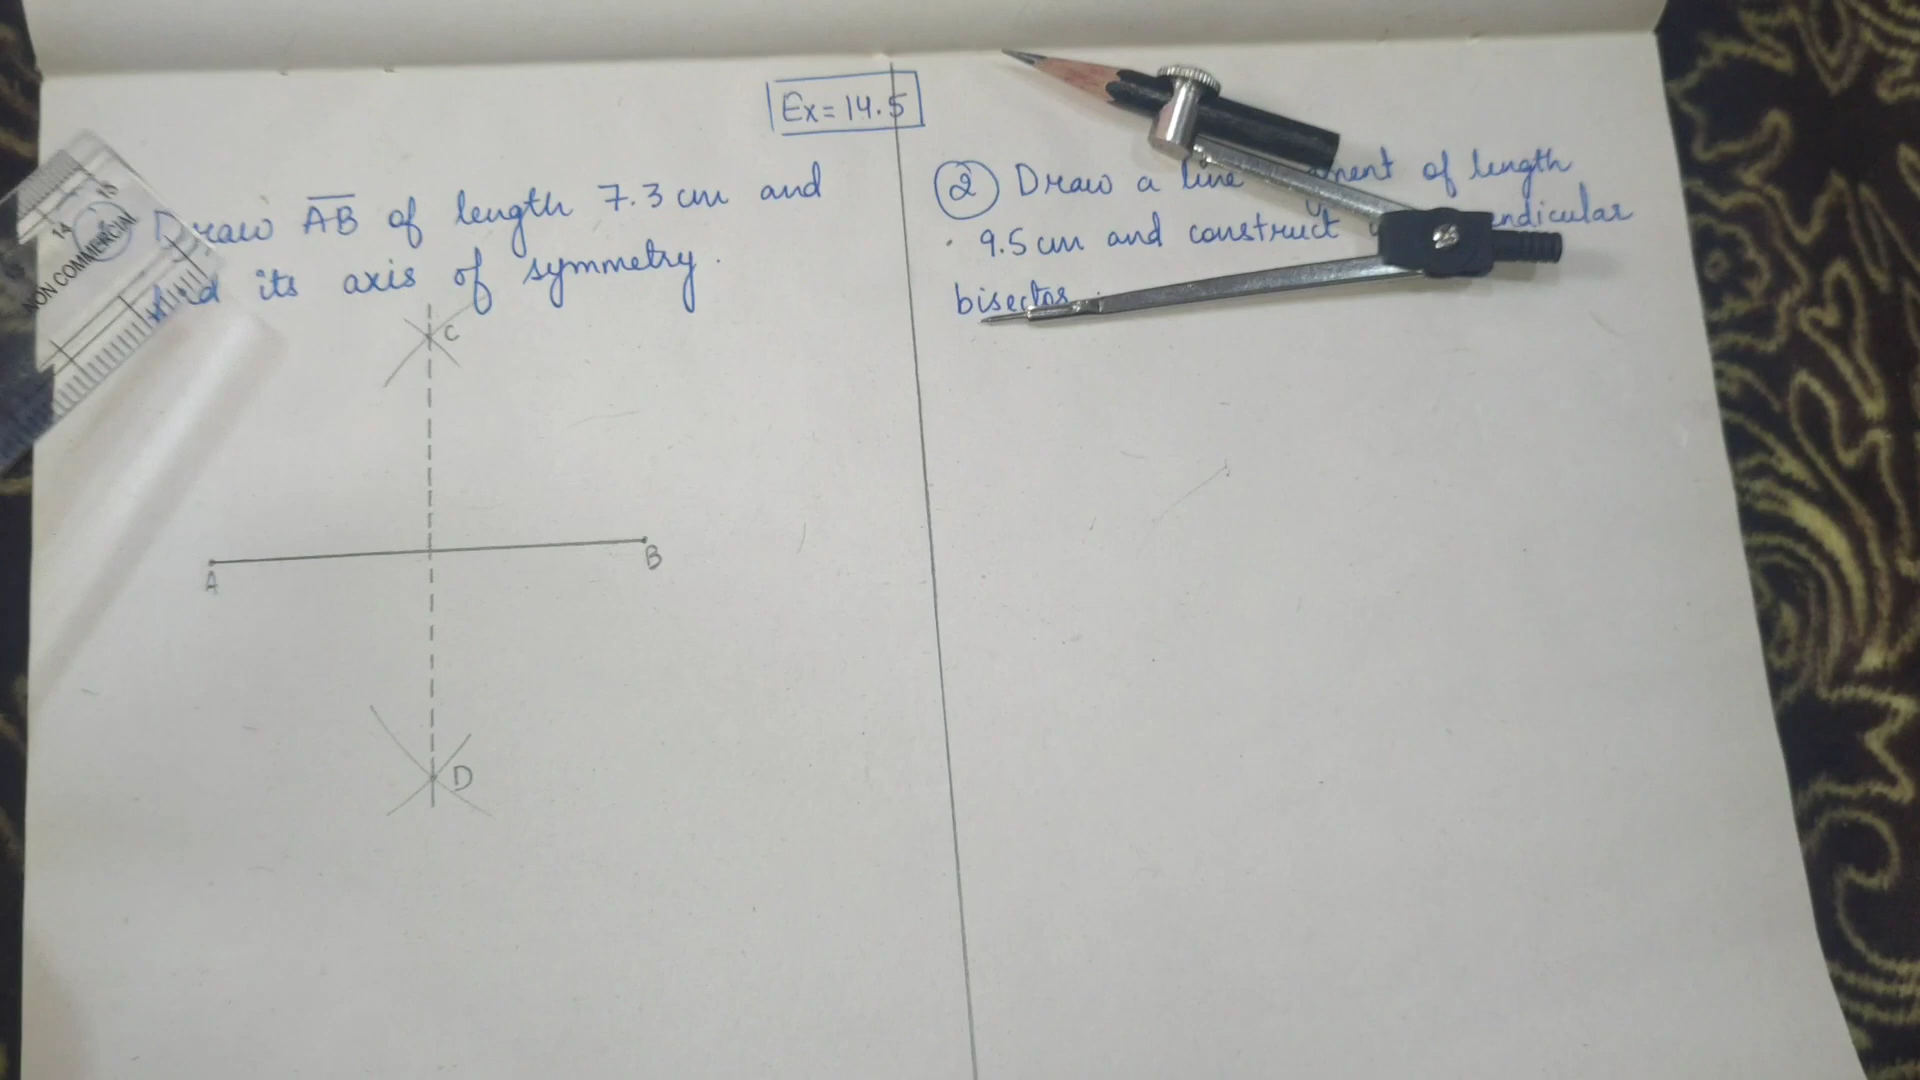 Ex= 14.5
Draw AB of length 7.3 cm and
find its axis of symmetry.
C
A
B
D
② Draw a line of length
9.5 cm and construct
bisector.
14
15
NON COMMERCIAL